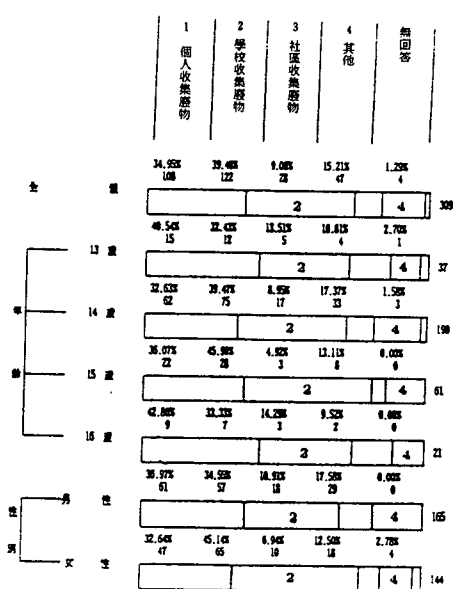 1 個人收集廢物
2 學校收集廢物
3 社區收集廢物
4 其他
無回答
34.95% 39.48% 9.06% 15.21% 1.29%
108 122 28 47 4
全 體
2 4 309
40.54% 32.43% 13.51% 10.81% 2.70%
15 12 5 4 1
13 歲
2 4 37
32.63% 39.47% 8.95% 17.37% 1.58%
62 75 17 33 3
14 歲
2 4 190
36.07% 45.90% 4.92% 13.11% 0.00%
22 28 3 8 0
15 歲
2 4 61
42.86% 33.33% 14.29% 9.52% 0.00%
9 7 3 2 0
16 歲
2 4 21
年齡
36.97% 34.55% 10.91% 17.58% 0.00%
61 57 18 29 0
男 性
2 4 165
32.64% 45.14% 6.94% 12.50% 2.78%
47 65 10 18 4
女 性
2 4 144
性別